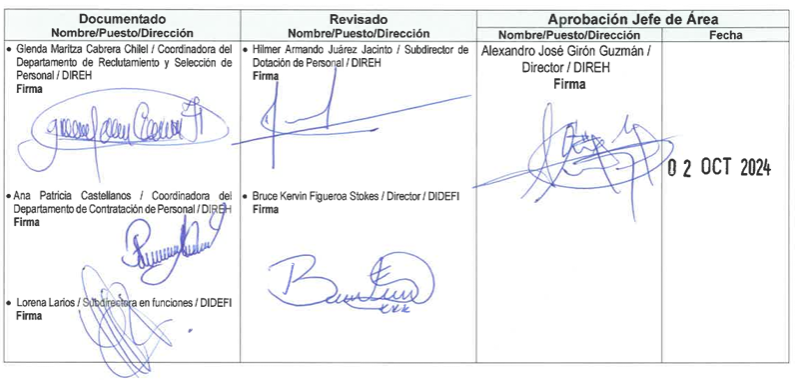 Documentado
Nombre/Puesto/Dirección
Revisado
Nombre/Puesto/Dirección
Aprobación Jefe de Área
Nombre/Puesto/Dirección
Fecha
• Glenda Maritza Cabrera Chilel / Coordinadora del
Departamento de Reclutamiento y Selección de
Personal / DIREH
Firma
• Ana Patricia Castellanos / Coordinadora del
Departamento de Contratación de Personal / DIREH
Firma
• Lorena Larios / Subdirectora en funciones / DIDEFI
Firma
• Hilmer Armando Juárez Jacinto / Subdirector de
Dotación de Personal / DIREH
Firma
• Bruce Kervin Figueroa Stokes / Director / DIDEFI
Firma
Alexandro José Girón Guzmán /
Director / DIREH
Firma
02 OCT 2024